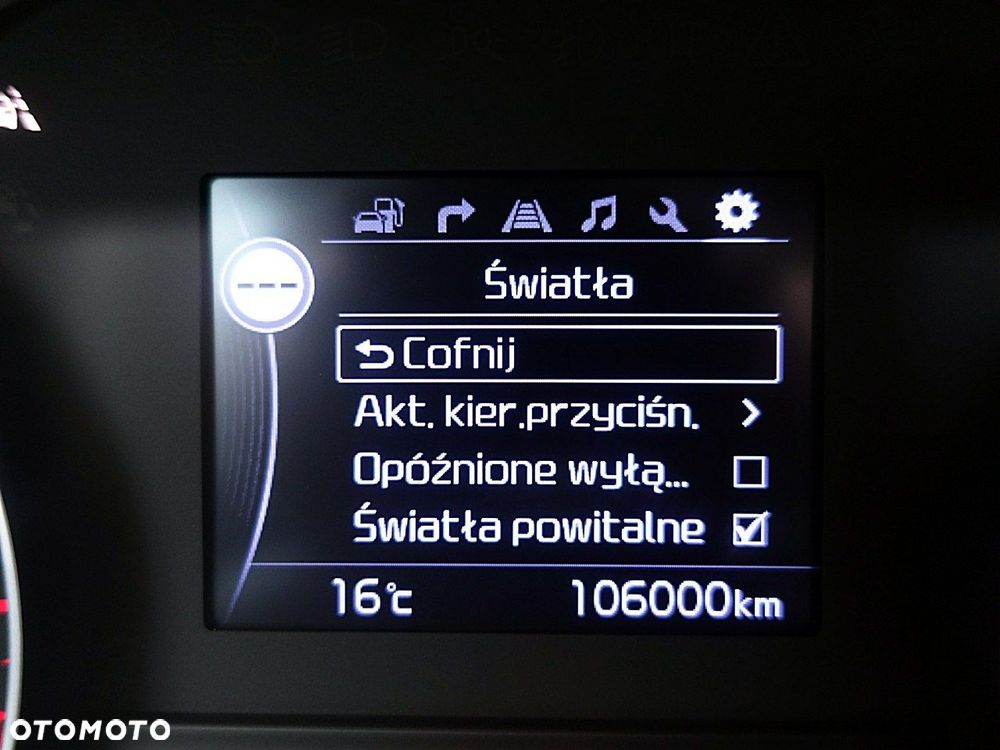 Światła
Cofnij
Akt. kier.przyciśn.
Opóźnione wyłą...
Światła powitalne
16°c 106000km
OTOMOTO